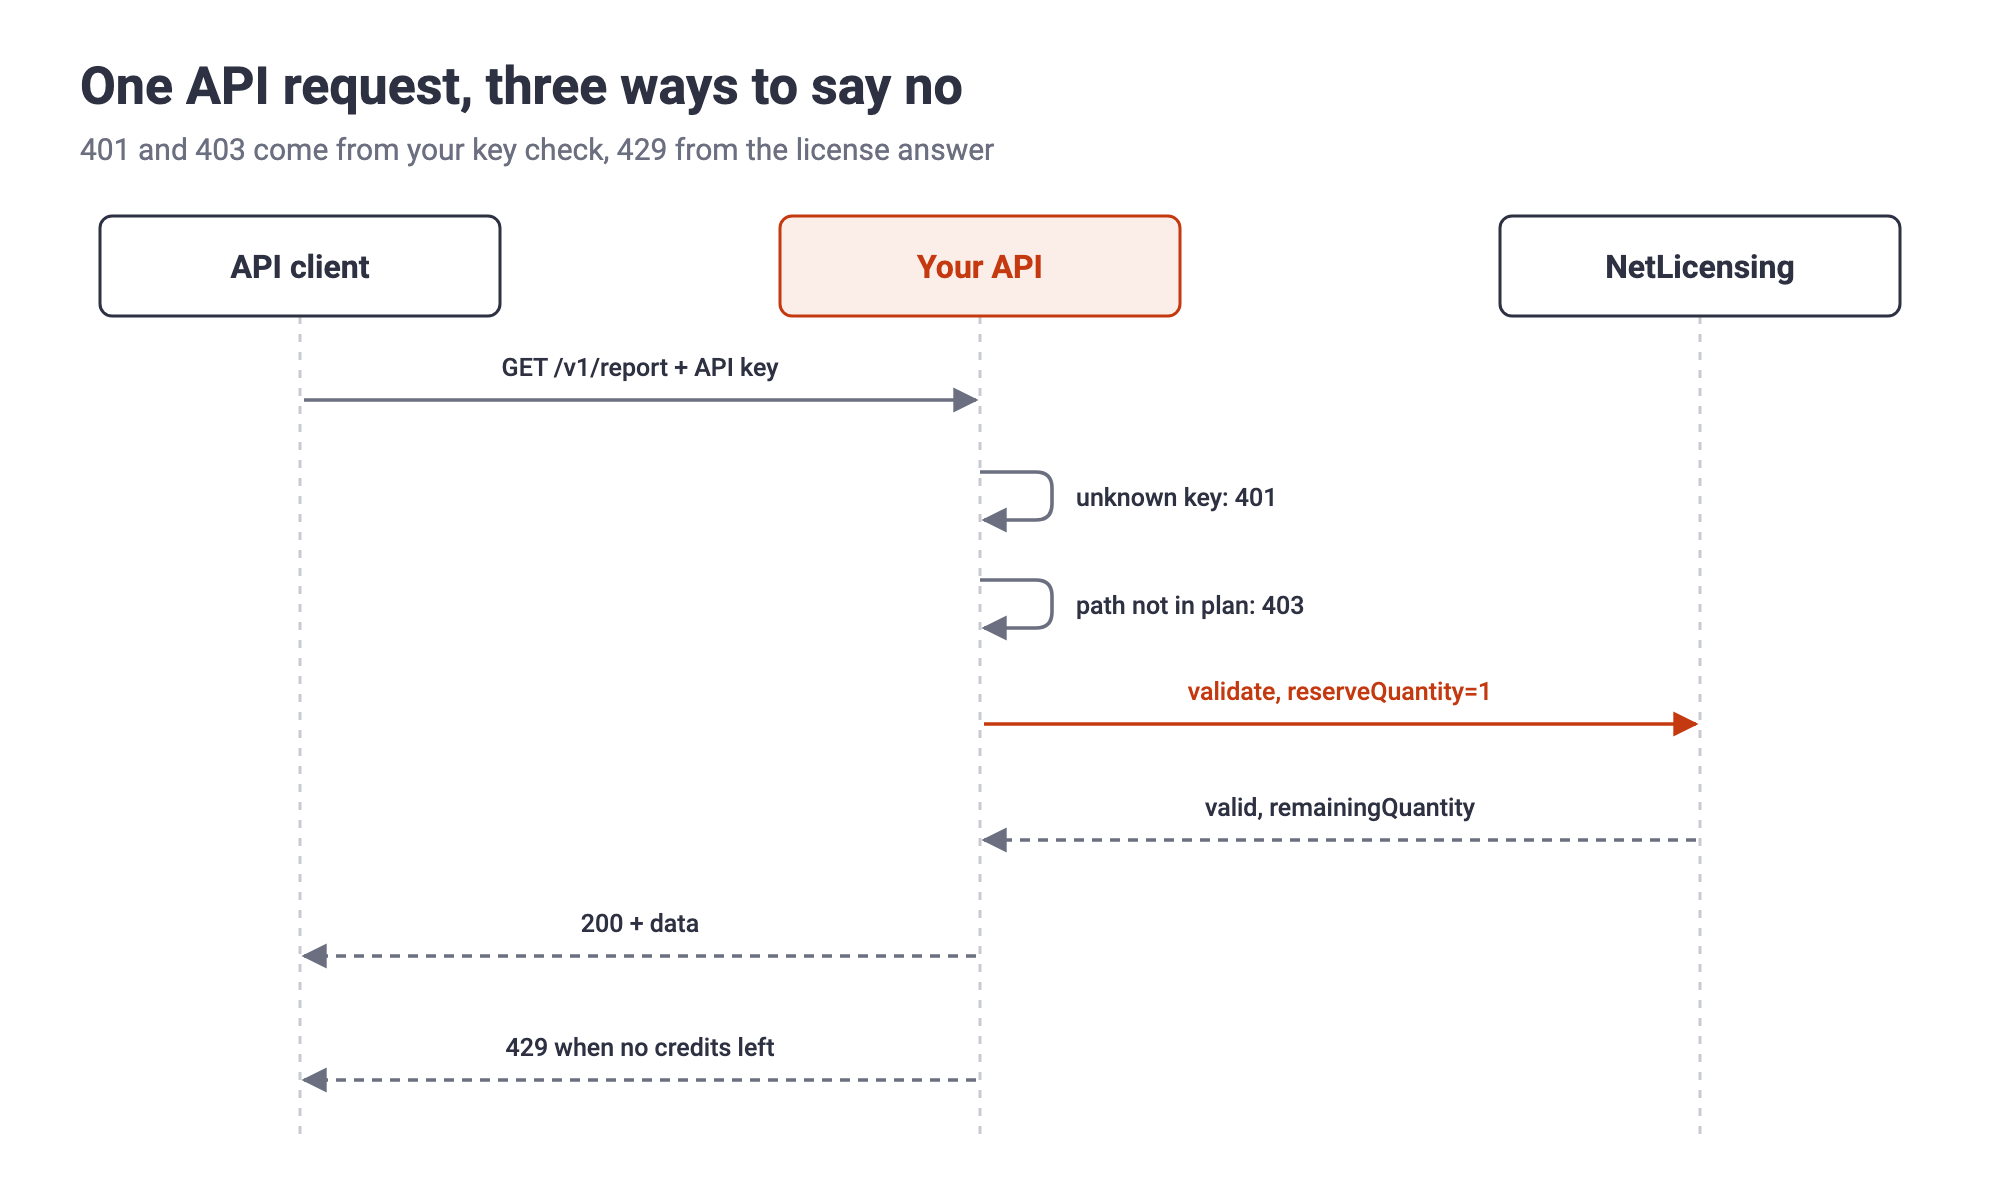 One API request, three ways to say no
401 and 403 come from your key check, 429 from the license answer
API client
Your API
NetLicensing
GET /v1/report + API key
unknown key: 401
path not in plan: 403
validate, reserveQuantity=1
valid, remainingQuantity
200 + data
429 when no credits left